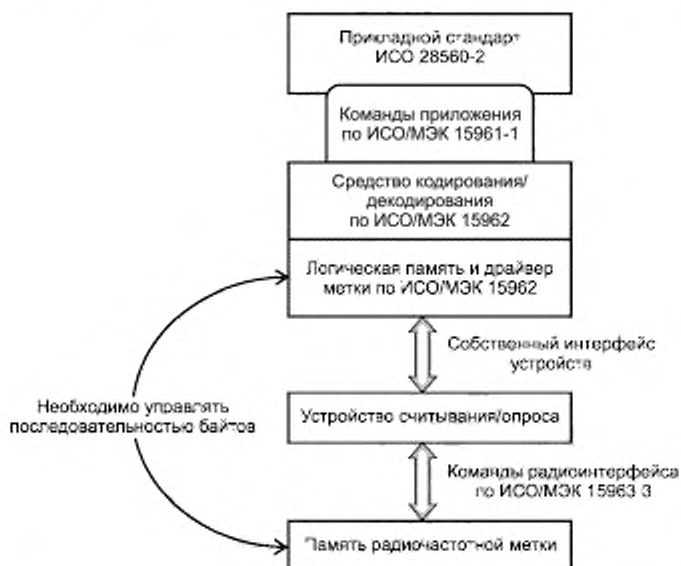 Прикладной стандарт
ИСО 28560-2
Команды приложения
по ИСО/МЭК 15961-1
Средство кодирования/
декодирования
по ИСО/МЭК 15962
Логическая память и драйвер
метки по ИСО/МЭК 15962
Собственный интерфейс
устройств
Необходимо управлять
последовательностью байтов
Устройство считывания/опроса
Команды радиоинтерфейса
по ИСО/МЭК 15963 3
Память радиочастотной метки